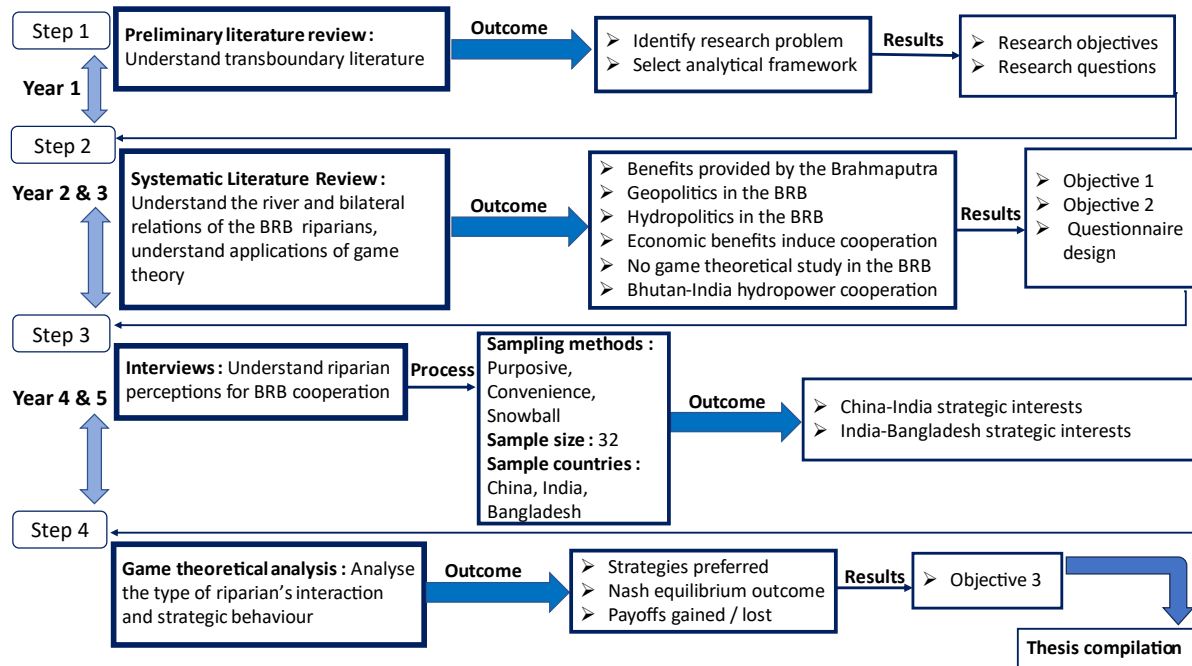 Step 1
Preliminary literature review :
Understand transboundary literature
Outcome
➢ Identify research problem
➢ Select analytical framework
Results
➢ Research objectives
➢ Research questions
Year 1
Step 2
Year 2 & 3
Systematic Literature Review :
Understand the river and bilateral
relations of the BRB riparians,
understand applications of game
theory
Outcome
➢ Benefits provided by the Brahmaputra
➢ Geopolitics in the BRB
➢ Hydropolitics in the BRB
➢ Economic benefits induce cooperation
➢ No game theoretical study in the BRB
➢ Bhutan-India hydropower cooperation
Results
➢ Objective 1
➢ Objective 2
➢ Questionnaire
design
Step 3
Year 4 & 5
Interviews : Understand riparian
perceptions for BRB cooperation
Process
Sampling methods :
Purposive,
Convenience,
Snowball
Sample size : 32
Sample countries :
China, India,
Bangladesh
Outcome
➢ China-India strategic interests
➢ India-Bangladesh strategic interests
Step 4
Game theoretical analysis : Analyse
the type of riparian’s interaction
and strategic behaviour
Outcome
➢ Strategies preferred
➢ Nash equilibrium outcome
➢ Payoffs gained / lost
Results
➢ Objective 3
Thesis compilation